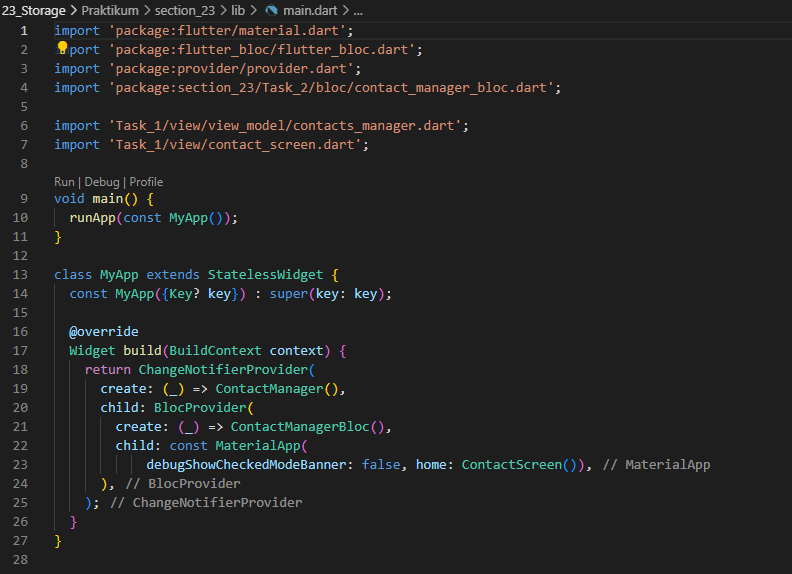 23_Storage > Praktikum > section_23 > lib > main.dart > ...
1 import 'package:flutter/material.dart';
2 import 'package:flutter_bloc/flutter_bloc.dart';
3 import 'package:provider/provider.dart';
4 import 'package:section_23/Task_2/bloc/contact_manager_bloc.dart';
5
6 import 'Task_1/view/view_model/contacts_manager.dart';
7 import 'Task_1/view/contact_screen.dart';
8
Run | Debug | Profile
9 void main() {
10   runApp(const MyApp());
11 }
12
13 class MyApp extends StatelessWidget {
14   const MyApp({Key? key}) : super(key: key);
15
16   @override
17   Widget build(BuildContext context) {
18     return ChangeNotifierProvider(
19       create: (_) => ContactManager(),
20       child: BlocProvider(
21         create: (_) => ContactManagerBloc(),
22         child: const MaterialApp(
23             debugShowCheckedModeBanner: false, home: ContactScreen()), // MaterialApp
24       ), // BlocProvider
25     ); // ChangeNotifierProvider
26   }
27 }
28